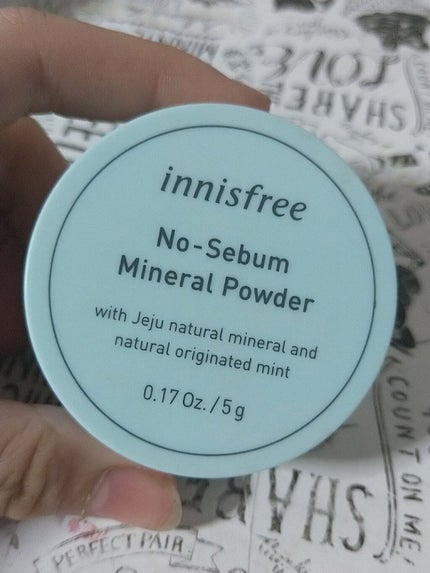 innisfree
No-Sebum
Mineral Powder
with Jeju natural mineral and
natural originated mint
0.17 Oz. / 5 g
SHARE
LOVE
COUNT ON ME!
PERFECT PAIR